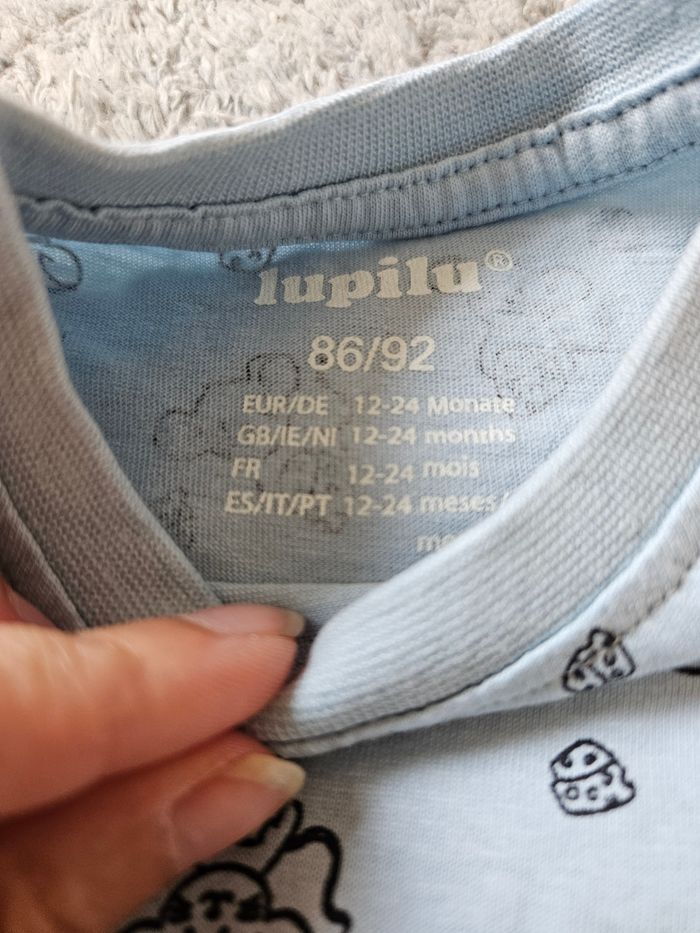 lupilu®
86/92
EUR/DE 12-24 Monate
GB/IE/NI 12-24 months
FR 12-24 mois
ES/IT/PT 12-24 meses/